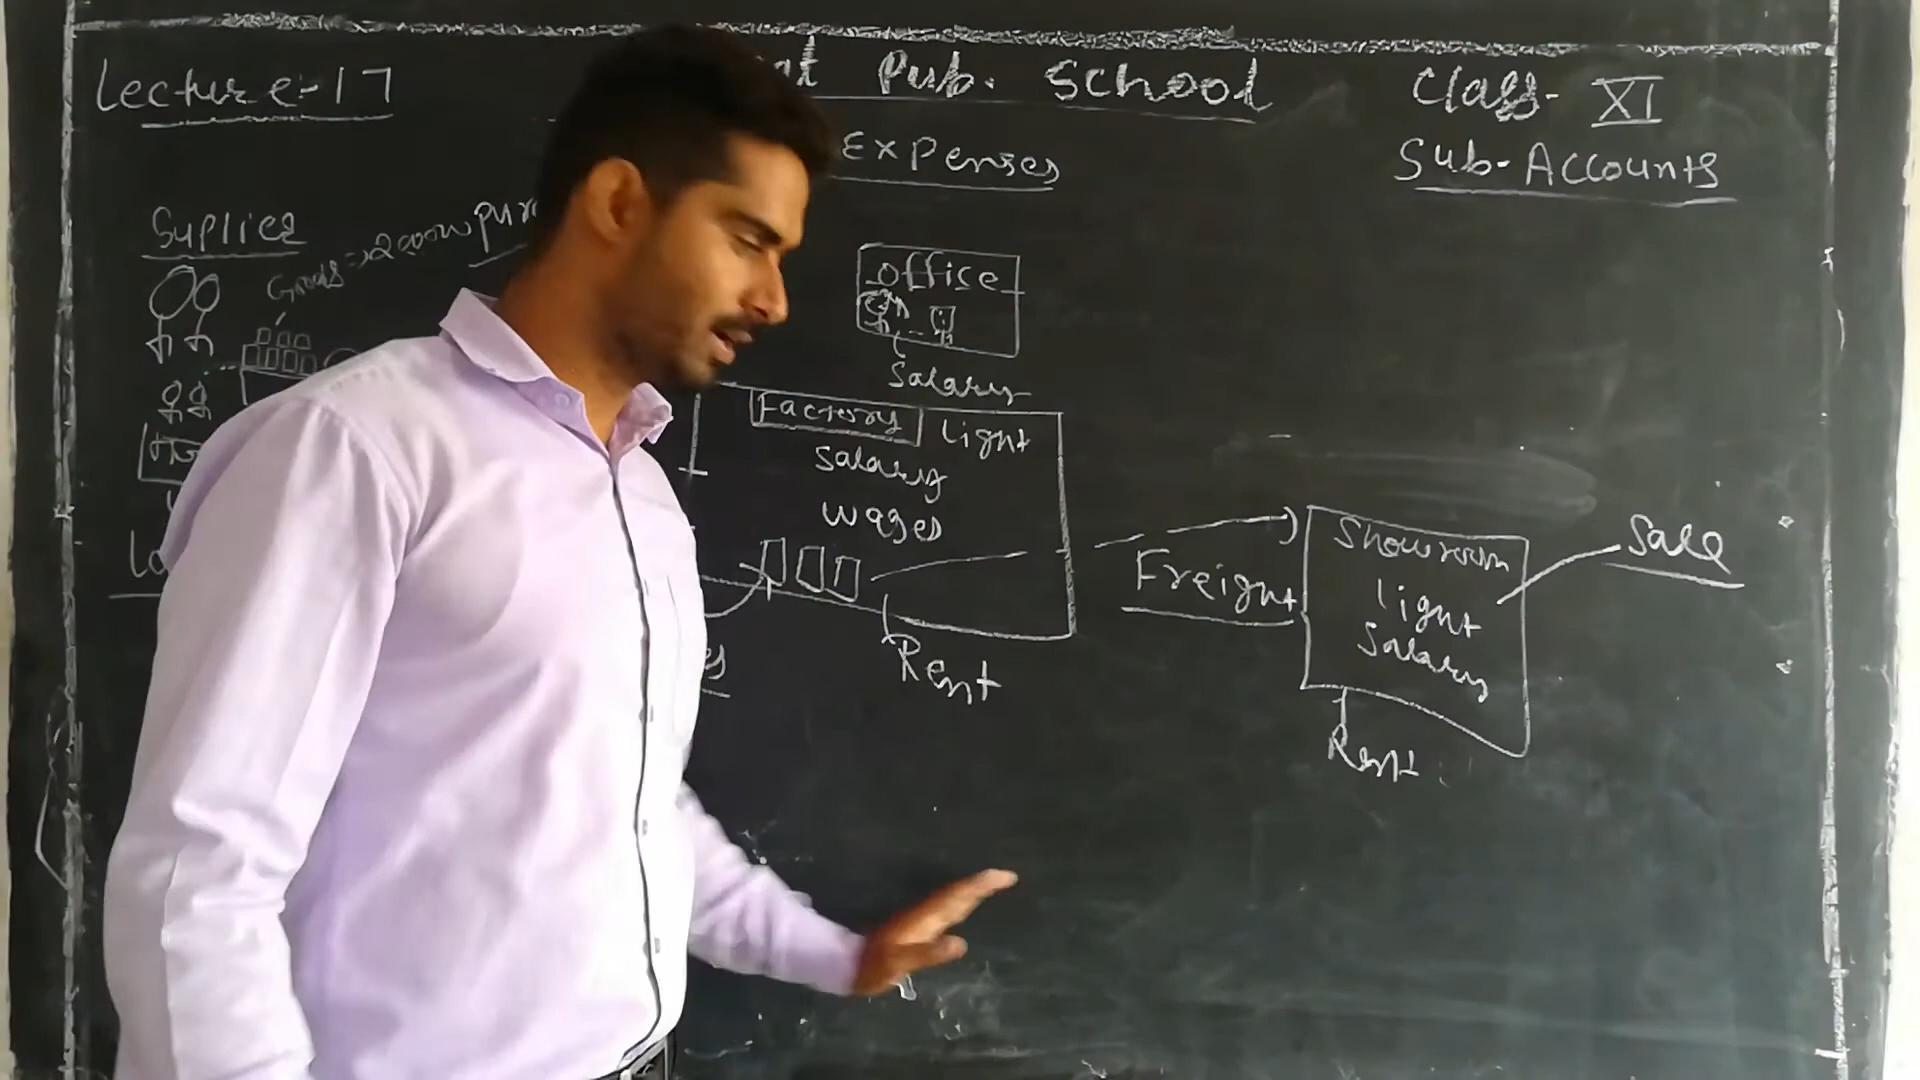 Lecture-17
Pub. School
Class- XI
Expenses
Sub-Accounts
Suplier
Goods
office
Salary
Factory
Light
Salary
wages
Rent
Freight
Showroom
light
Salary
Rent
Sale